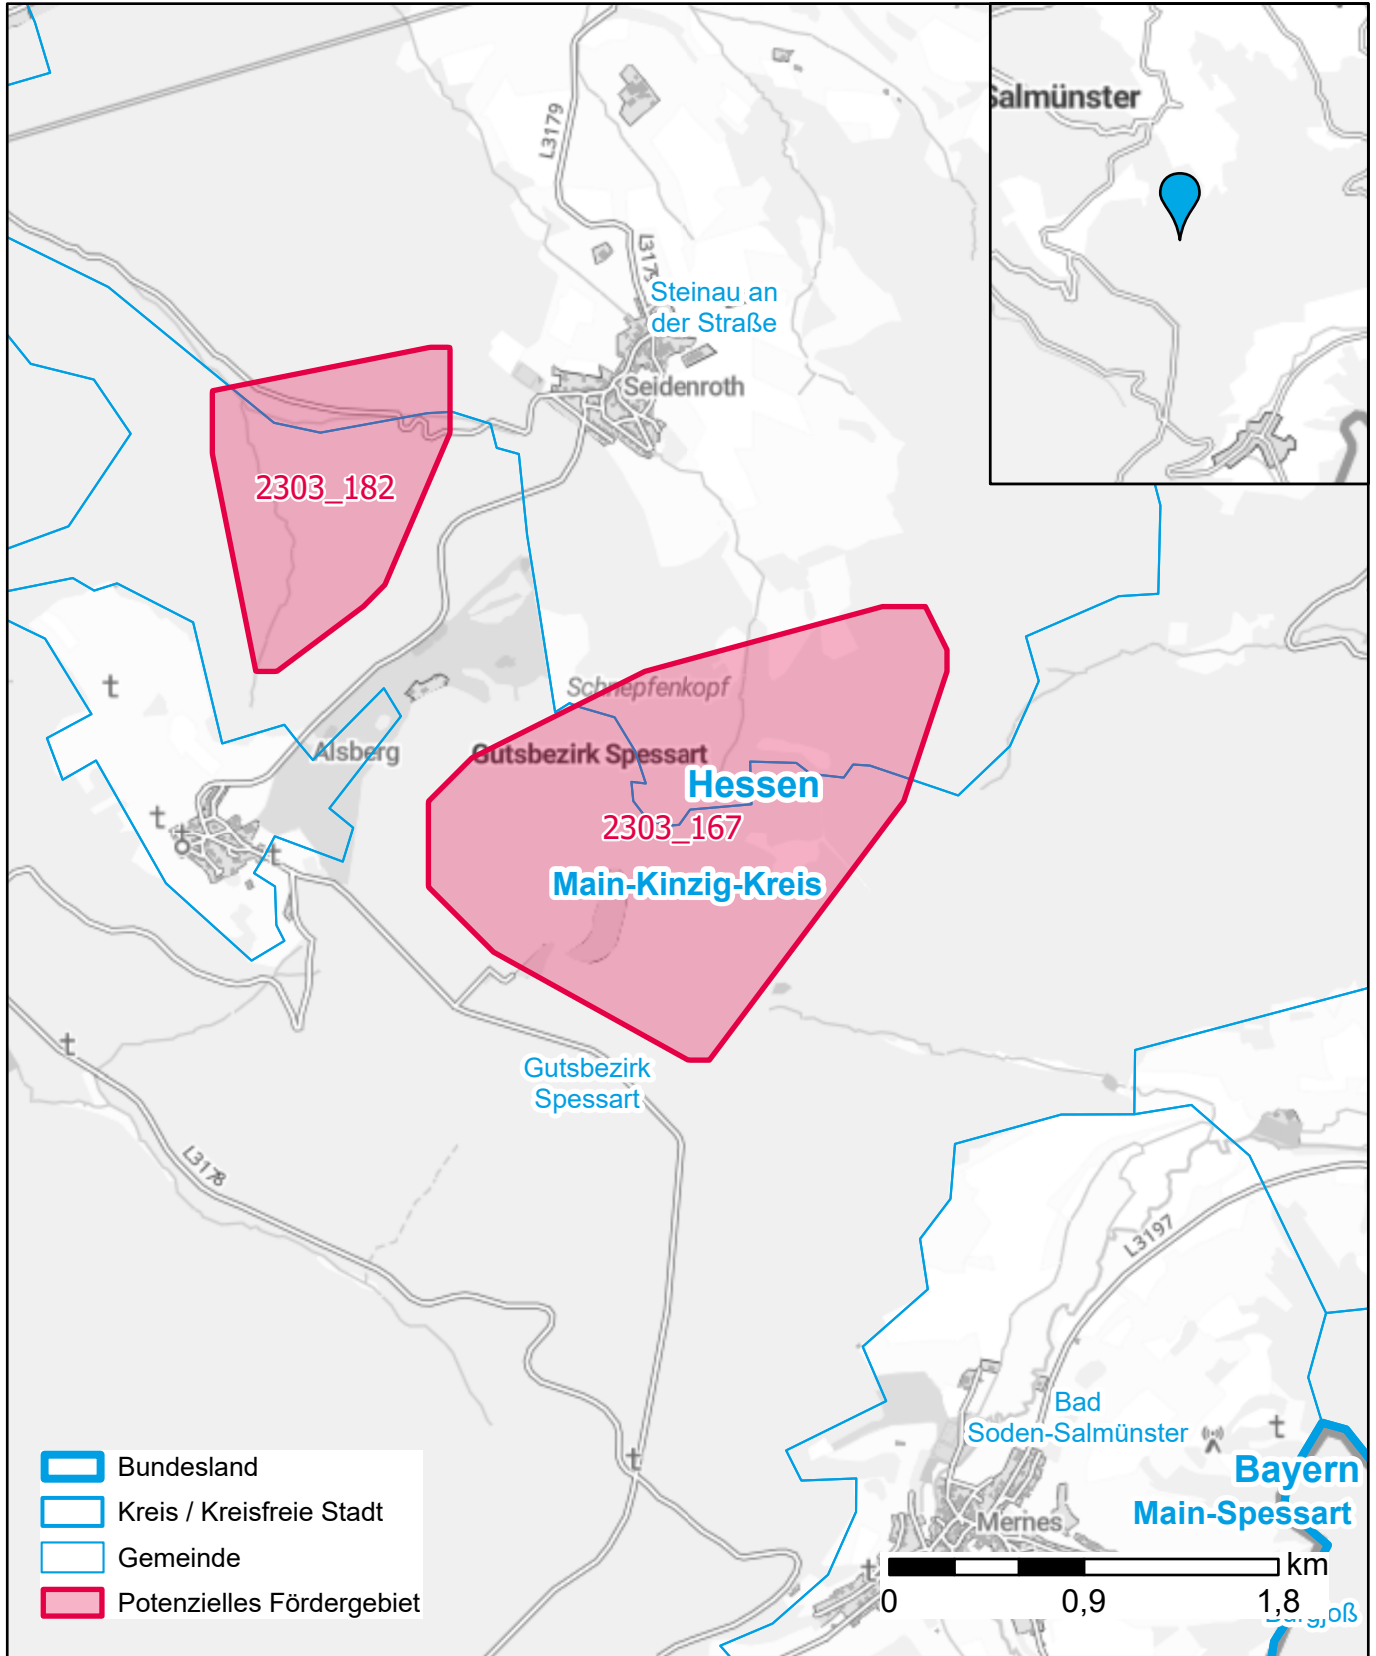 Salmünster
L3179
L3179
Steinau an
der Straße
Seidenroth
2303_182
t
Schnepfenkopf
Alsberg
Gutsbezirk Spessart
Hessen
t
2303_167
t
t
Main-Kinzig-Kreis
t
Gutsbezirk
Spessart
L3178
L3197
Bad
Soden-Salmünster
t
t
Bayern
Main-Spessart
Mernes
t
Bundesland
Kreis / Kreisfreie Stadt
Gemeinde
Potenzielles Fördergebiet
km
0 0,9 1,8
Burgjoß